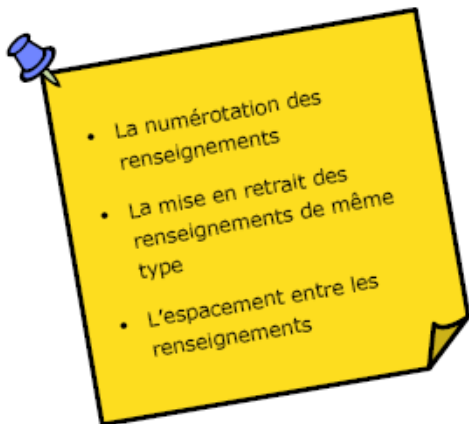 • La numérotation des
renseignements
• La mise en retrait des
renseignements de même
type
• L'espacement entre les
renseignements